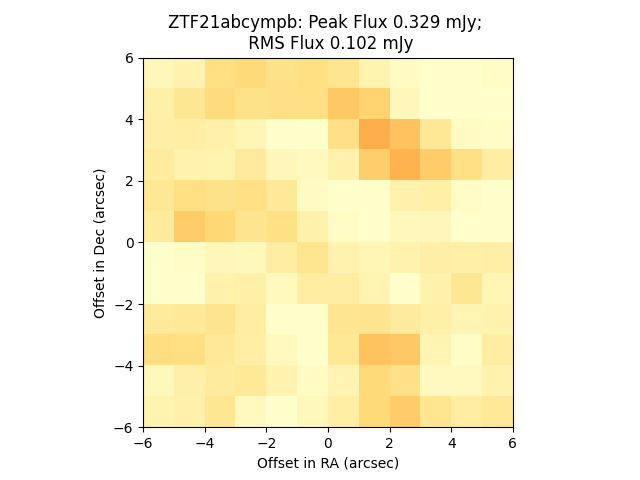 ZTF21abcympb: Peak Flux 0.329 mJy;
RMS Flux 0.102 mJy
6
4
2
0
−2
−4
−6
Offset in Dec (arcsec)
−6 −4 −2 0 2 4 6
Offset in RA (arcsec)